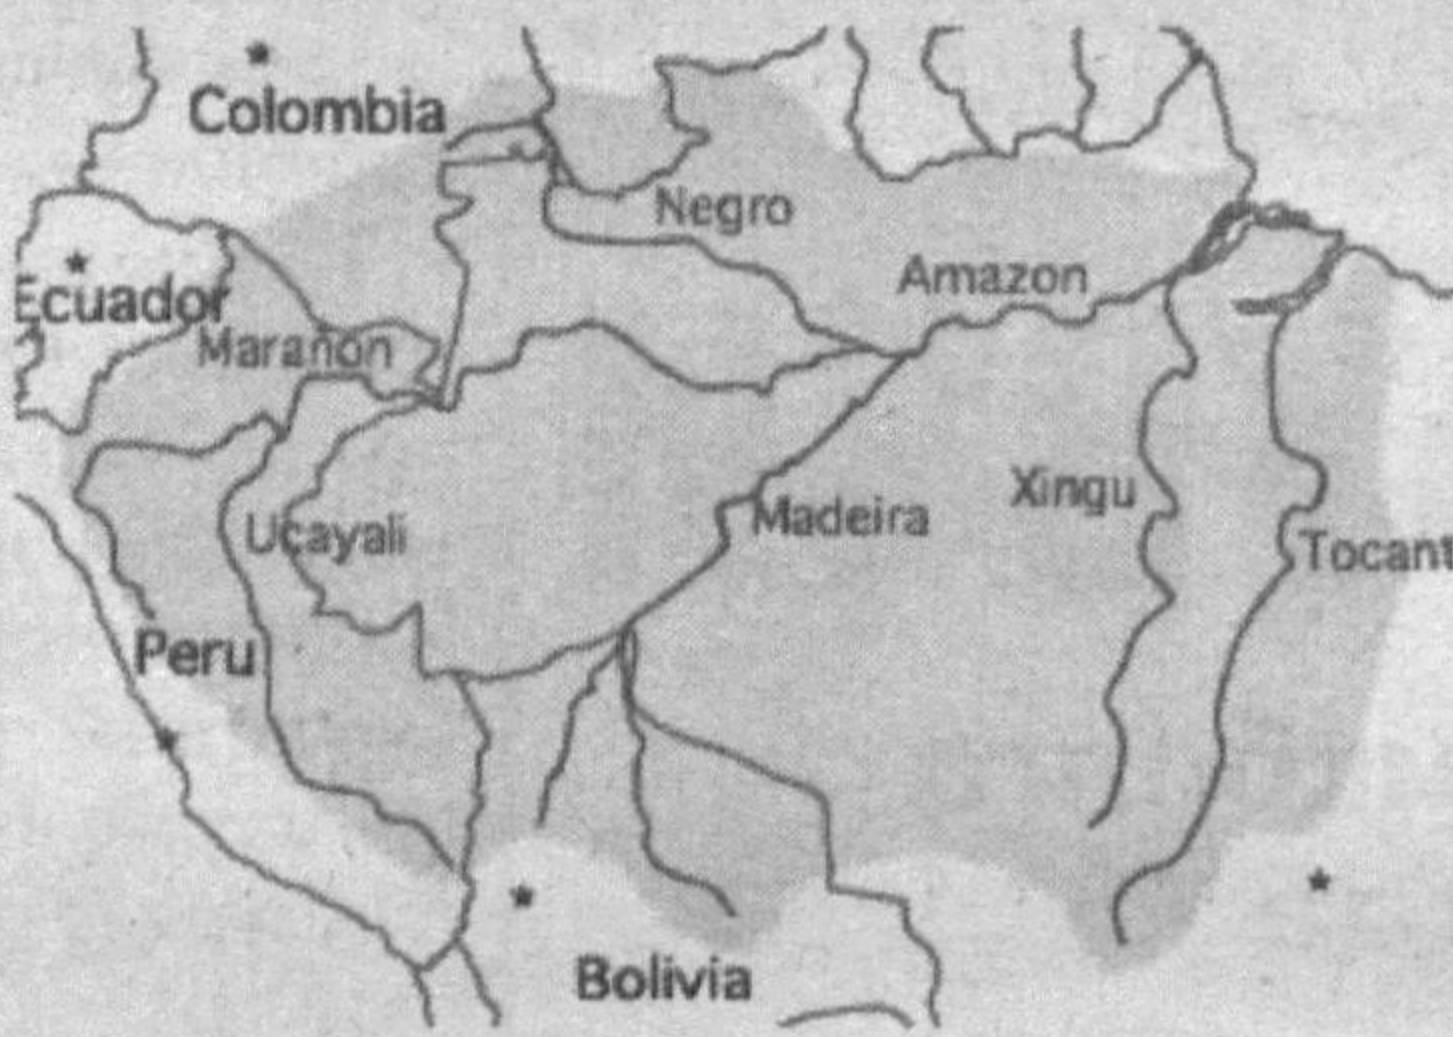 Colombia
Negro
Amazon
Ecuador
Marañon
Xingu
Madeira
Ucayali
Tocant
Peru
Bolivia